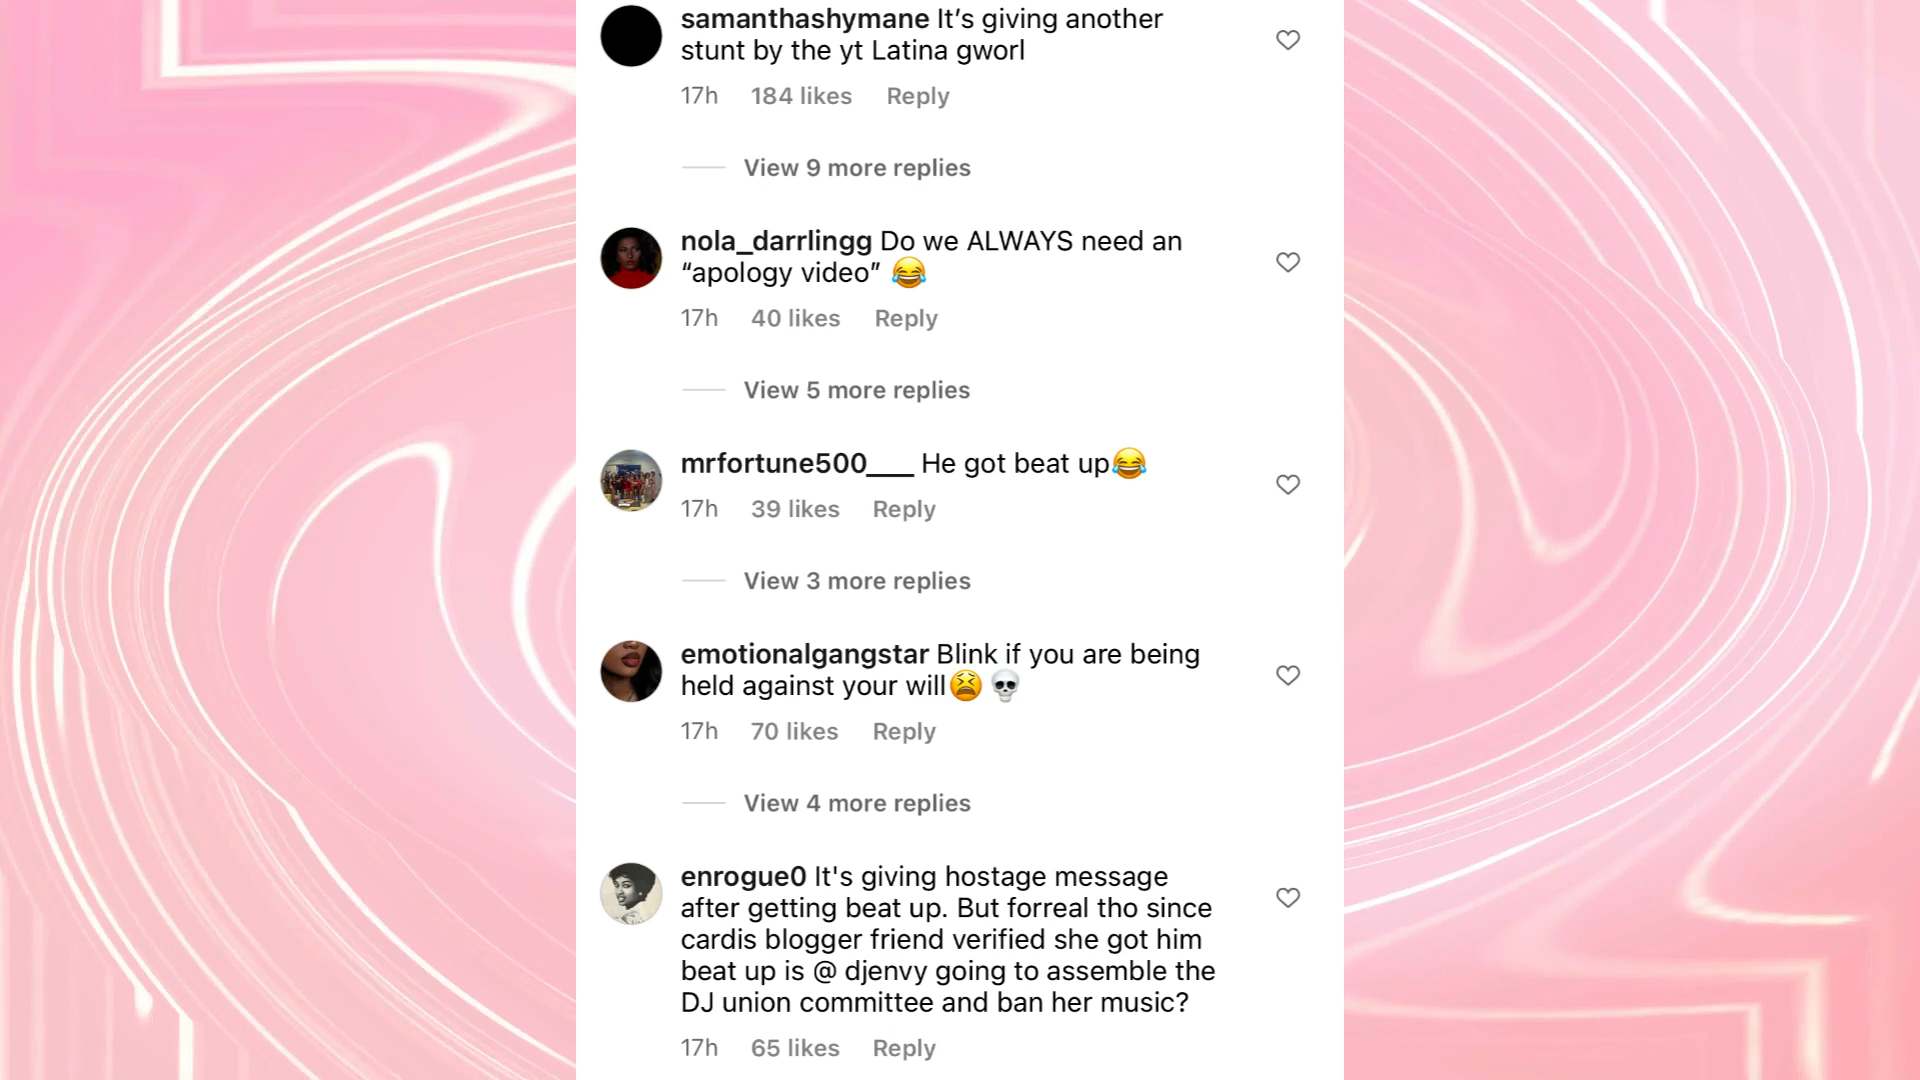 samanthashymane It’s giving another
stunt by the yt Latina gworl
17h 184 likes Reply
View 9 more replies
nola_darrlingg Do we ALWAYS need an
“apology video” 😂
17h 40 likes Reply
View 5 more replies
mrfortune500___ He got beat up😂
17h 39 likes Reply
View 3 more replies
emotionalgangstar Blink if you are being
held against your will😫💀
17h 70 likes Reply
View 4 more replies
enrogue0 It's giving hostage message
after getting beat up. But forreal tho since
cardis blogger friend verified she got him
beat up is @ djenvy going to assemble the
DJ union committee and ban her music?
17h 65 likes Reply